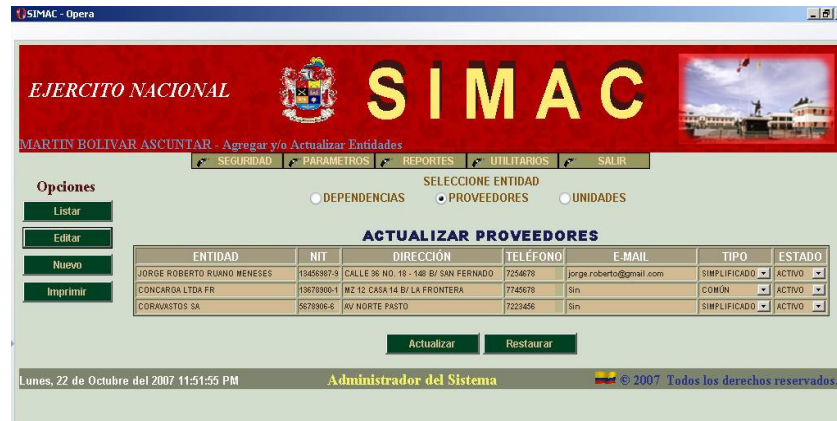 SIMAC - Opera
EJERCITO NACIONAL
SIMAC
MARTIN BOLIVAR ASCUNTAR - Agregar y/o Actualizar Entidades
SEGURIDAD PARAMETROS REPORTES UTILITARIOS SALIR
Opciones
Listar
Editar
Nuevo
Imprimir
SELECCIONE ENTIDAD
DEPENDENCIAS PROVEEDORES UNIDADES
ACTUALIZAR PROVEEDORES
ENTIDAD NIT DIRECCIÓN TELÉFONO E-MAIL TIPO ESTADO
JORGE ROBERTO RUANO MENESES 13456987-9 CALLE 36 NO. 18 - 148 B/ SAN FERNADO 7254678 jorge.roberto@gmail.com SIMPLIFICADO ACTIVO
CONCARGA LTDA FR 13678900-1 MZ 12 CASA 14 B/ LA FRONTERA 7745678 Sin COMÚN ACTIVO
CORAVASTOS SA 5678906-6 AV NORTE PASTO 7223456 Sin SIMPLIFICADO ACTIVO
Actualizar Restaurar
Lunes, 22 de Octubre del 2007 11:51:55 PM Administrador del Sistema © 2007 Todos los derechos reservados.